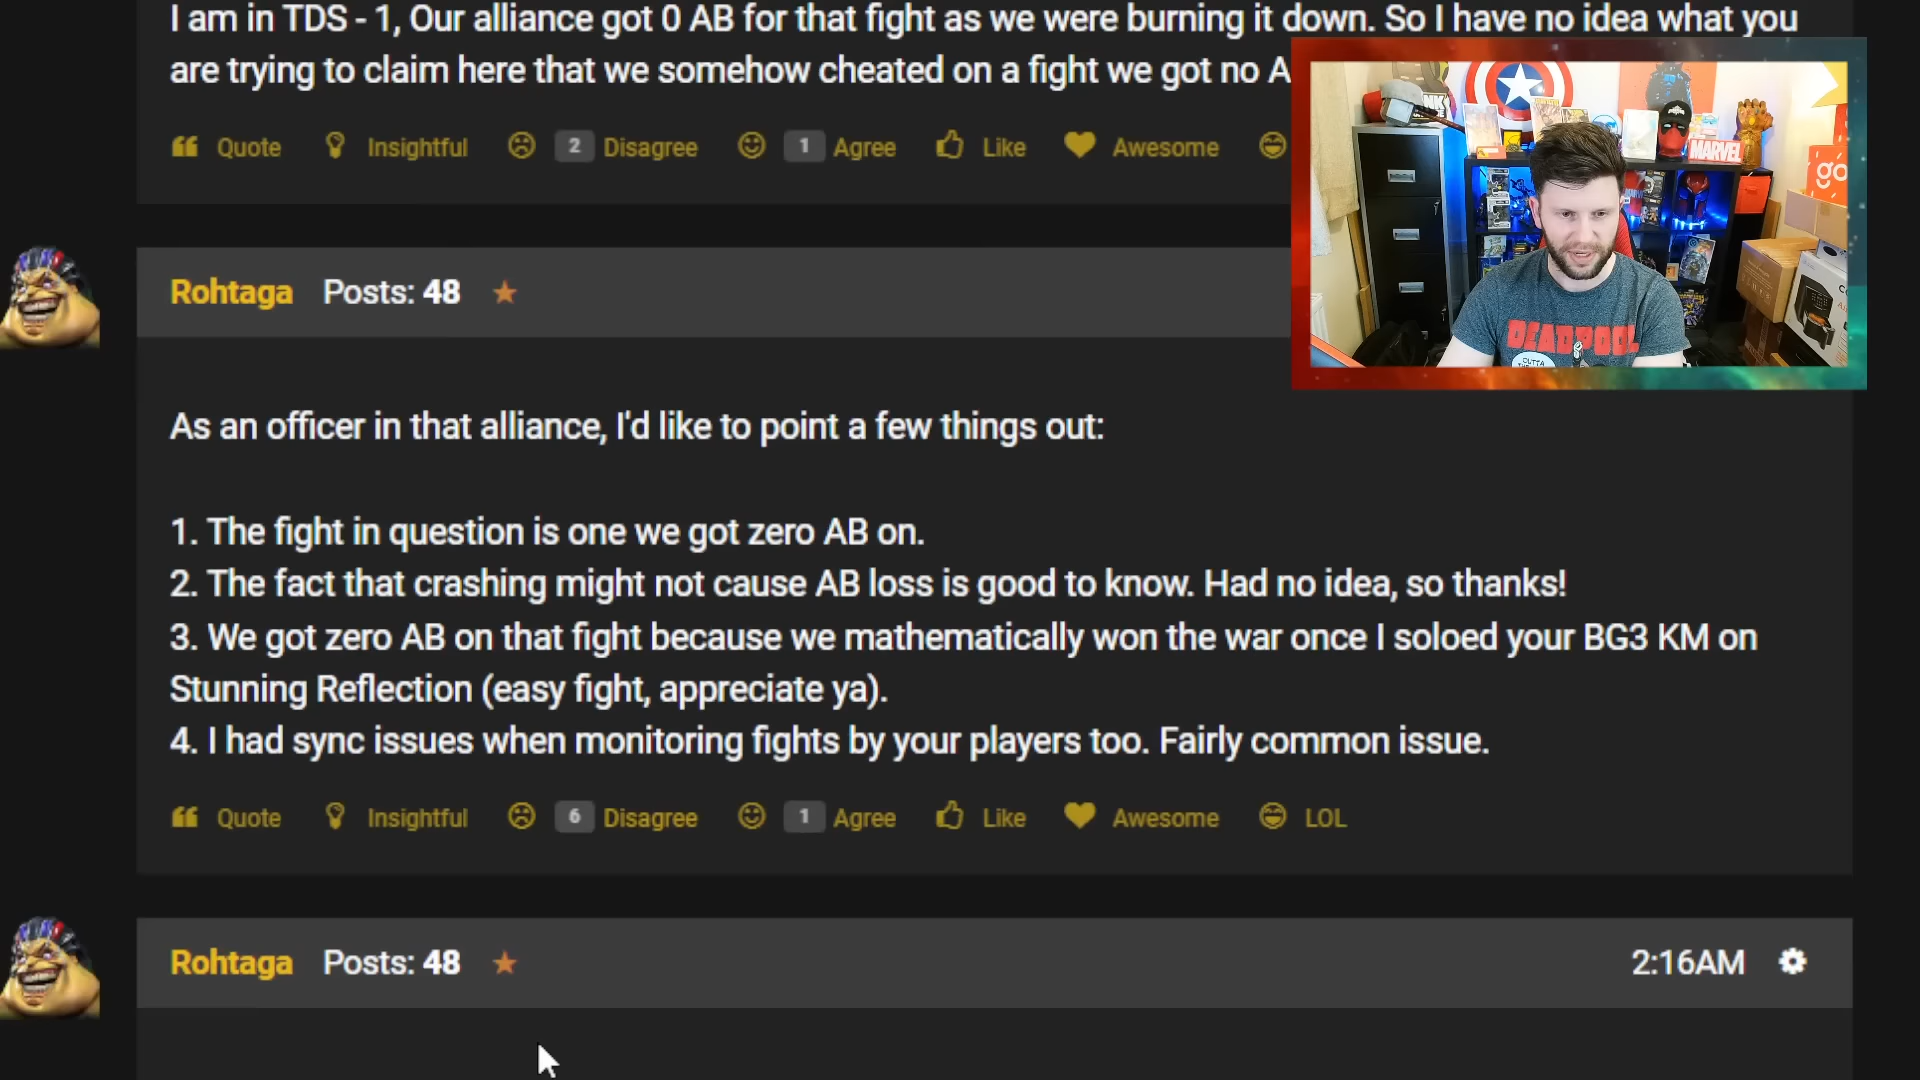 I am in TDS - 1, Our alliance got 0 AB for that fight as we were burning it down. So I have no idea what you
are trying to claim here that we somehow cheated on a fight we got no A
Quote Insightful 2 Disagree 1 Agree Like Awesome
Rohtaga Posts: 48
As an officer in that alliance, I'd like to point a few things out:
1. The fight in question is one we got zero AB on.
2. The fact that crashing might not cause AB loss is good to know. Had no idea, so thanks!
3. We got zero AB on that fight because we mathematically won the war once I soloed your BG3 KM on
Stunning Reflection (easy fight, appreciate ya).
4. I had sync issues when monitoring fights by your players too. Fairly common issue.
Quote Insightful 6 Disagree 1 Agree Like Awesome LOL
Rohtaga Posts: 48 2:16AM
MARVEL
go
DEADPOOL
OUTTA